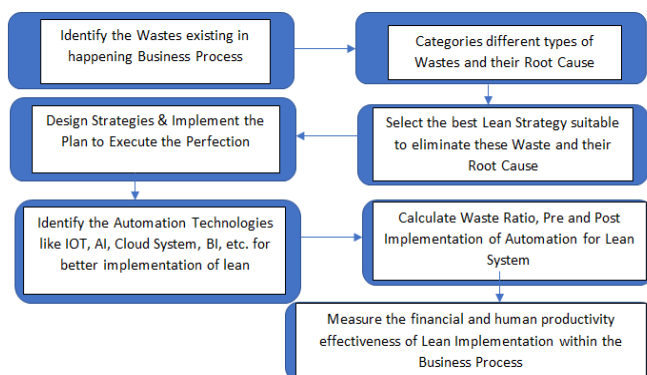 Identify the Wastes existing in
happening Business Process
Categories different types of
Wastes and their Root Cause
Select the best Lean Strategy suitable
to eliminate these Waste and their
Root Cause
Design Strategies & Implement the
Plan to Execute the Perfection
Identify the Automation Technologies
like IOT, AI, Cloud System, BI, etc. for
better implementation of lean
Calculate Waste Ratio, Pre and Post
Implementation of Automation for Lean
System
Measure the financial and human productivity
effectiveness of Lean Implementation within the
Business Process